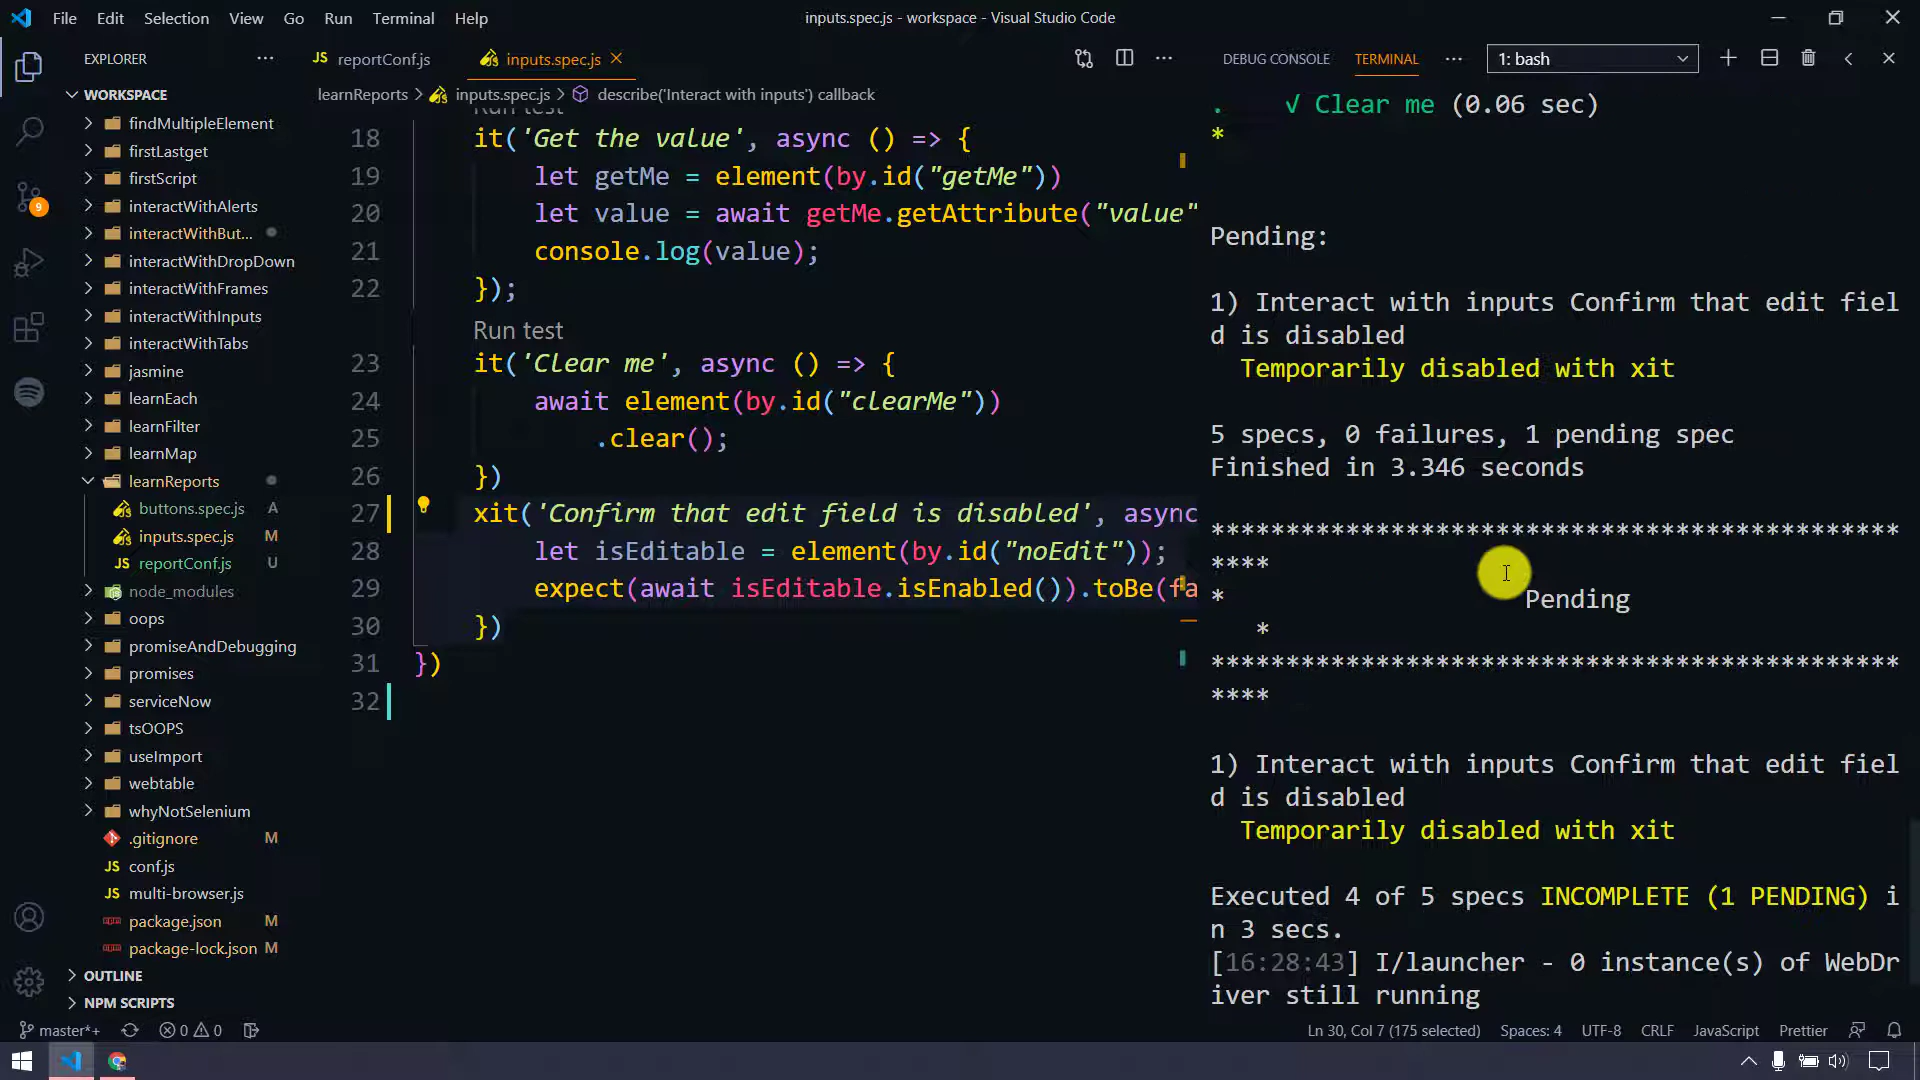 File Edit Selection View Go Run Terminal Help
inputs.spec.js - workspace - Visual Studio Code
EXPLORER
WORKSPACE
findMultipleElement
firstLastget
firstScript
interactWithAlerts
interactWithBut...
interactWithDropDown
interactWithFrames
interactWithInputs
interactWithTabs
jasmine
learnEach
learnFilter
learnMap
learnReports
buttons.spec.js A
inputs.spec.js M
reportConf.js U
node_modules
oops
promiseAndDebugging
promises
serviceNow
tsOOPS
useImport
webtable
whyNotSelenium
.gitignore M
JS conf.js
JS multi-browser.js
package.json M
package-lock.json M
OUTLINE
NPM SCRIPTS
9
JS reportConf.js
inputs.spec.js
learnReports > inputs.spec.js > describe('Interact with inputs') callback
Run test
18 it('Get the value', async () => {
19 let getMe = element(by.id("getMe"))
20 let value = await getMe.getAttribute("value"
21 console.log(value);
22 });
Run test
23 it('Clear me', async () => {
24 await element(by.id("clearMe"))
25 .clear();
26 })
27 xit('Confirm that edit field is disabled', async
28 let isEditable = element(by.id("noEdit"));
29 expect(await isEditable.isEnabled()).toBe(fa
30 })
31 })
32
DEBUG CONSOLE TERMINAL ... 1: bash
. √ Clear me (0.06 sec)
*
Pending:
1) Interact with inputs Confirm that edit fiel
d is disabled
Temporarily disabled with xit
5 specs, 0 failures, 1 pending spec
Finished in 3.346 seconds
**********************************************
****
* Pending
*
**********************************************
****
1) Interact with inputs Confirm that edit fiel
d is disabled
Temporarily disabled with xit
Executed 4 of 5 specs INCOMPLETE (1 PENDING) i
n 3 secs.
[16:28:43] I/launcher - 0 instance(s) of WebDr
iver still running
master*+ 0 0 Ln 30, Col 7 (175 selected) Spaces: 4 UTF-8 CRLF JavaScript Prettier